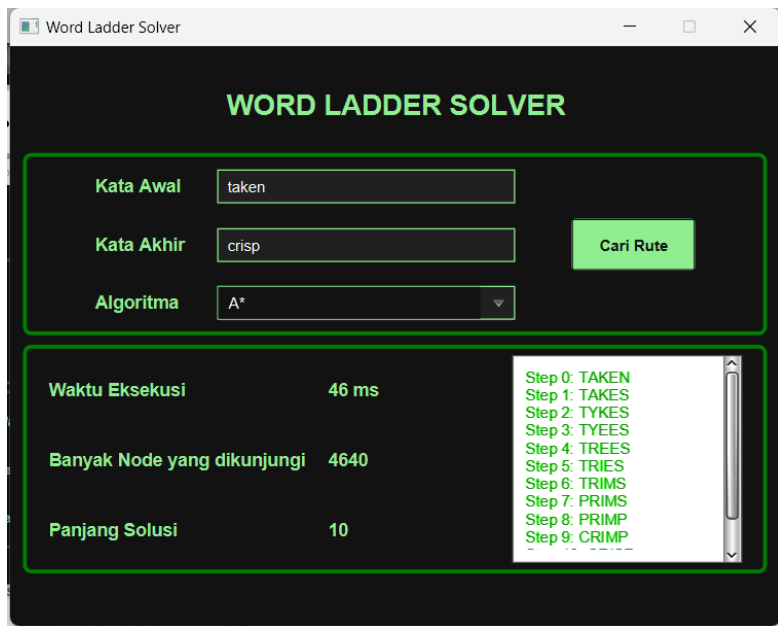 Word Ladder Solver
WORD LADDER SOLVER
Kata Awal
taken
Kata Akhir
crisp
Cari Rute
Algoritma
A*
Waktu Eksekusi
46 ms
Banyak Node yang dikunjungi
4640
Panjang Solusi
10
Step 0: TAKEN
Step 1: TAKES
Step 2: TYKES
Step 3: TYEES
Step 4: TREES
Step 5: TRIES
Step 6: TRIMS
Step 7: PRIMS
Step 8: PRIMP
Step 9: CRIMP